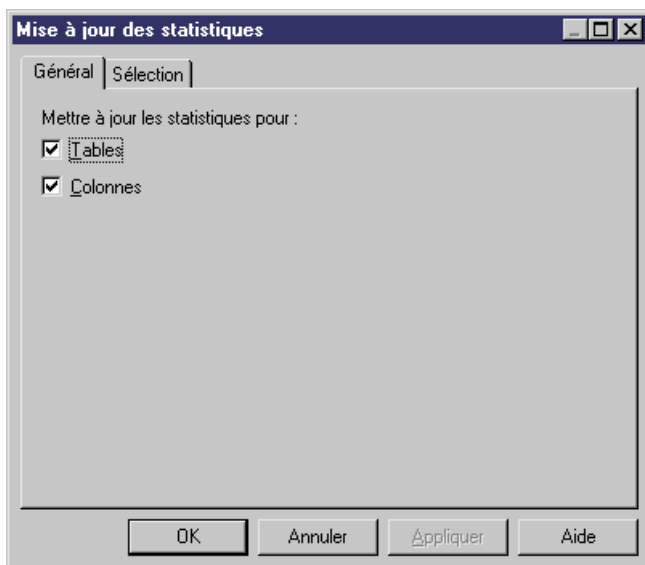 Mise à jour des statistiques
Général Sélection
Mettre à jour les statistiques pour :
Tables
Colonnes
OK Annuler Appliquer Aide